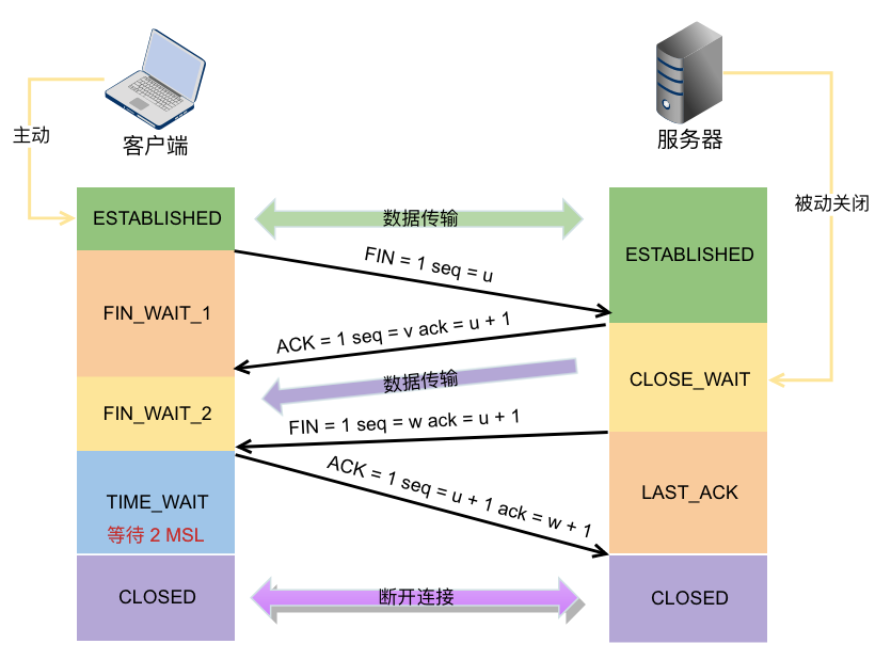 主动
客户端
服务器
被动关闭
ESTABLISHED
数据传输
ESTABLISHED
FIN = 1 seq = u
FIN_WAIT_1
ACK = 1 seq = v ack = u + 1
数据传输
CLOSE_WAIT
FIN_WAIT_2
FIN = 1 seq = w ack = u + 1
ACK = 1 seq = u + 1 ack = w + 1
TIME_WAIT
等待 2 MSL
LAST_ACK
CLOSED
断开连接
CLOSED